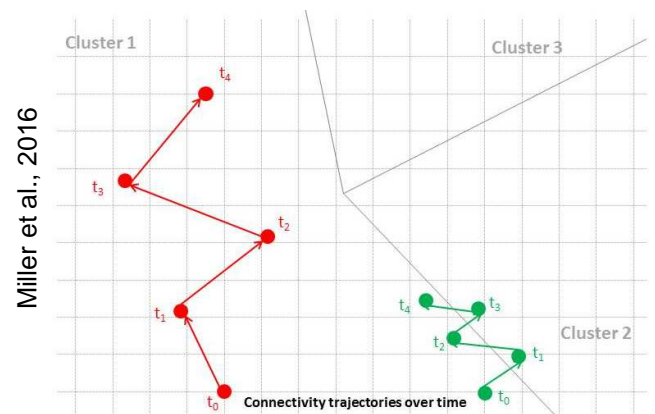 Miller et al., 2016
Cluster 1
Cluster 3
t₄
t₃
t₂
t₁
t₀
t₄
t₃
t₂
t₁
t₀
Cluster 2
Connectivity trajectories over time